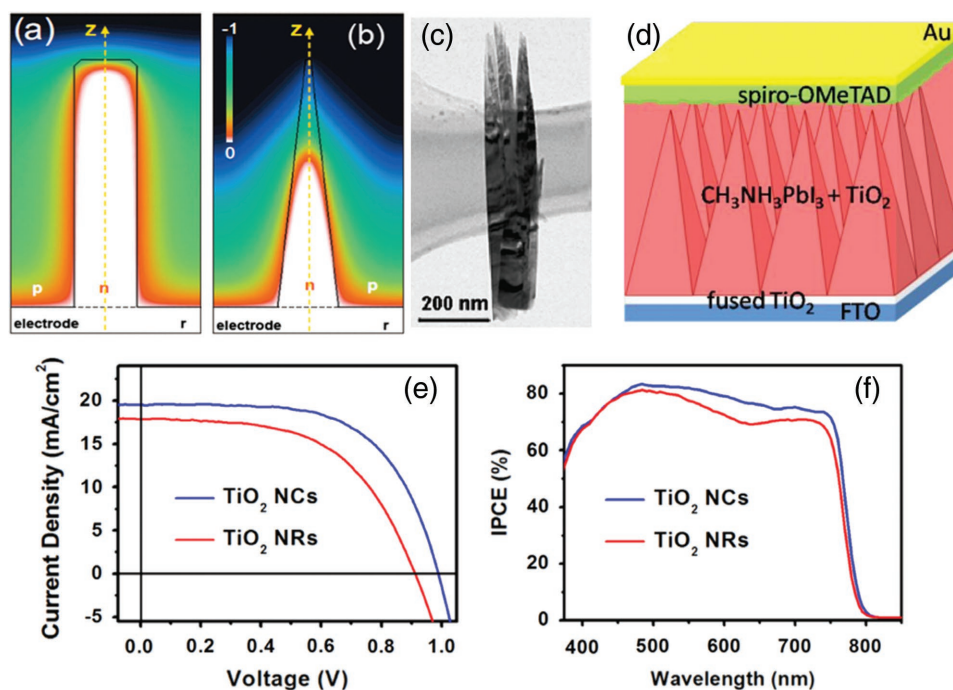 (a)
z
p
n
electrode
r
(b)
-1
0
z
n
p
electrode
r
(c)
200 nm
(d)
Au
spiro-OMeTAD
CH₃NH₃PbI₃ + TiO₂
fused TiO₂
FTO
(e)
Current Density (mA/cm²)
20
15
10
5
0
-5
TiO₂ NCs
TiO₂ NRs
0.0 0.2 0.4 0.6 0.8 1.0
Voltage (V)
(f)
IPCE (%)
80
60
40
20
0
TiO₂ NCs
TiO₂ NRs
400 500 600 700 800
Wavelength (nm)